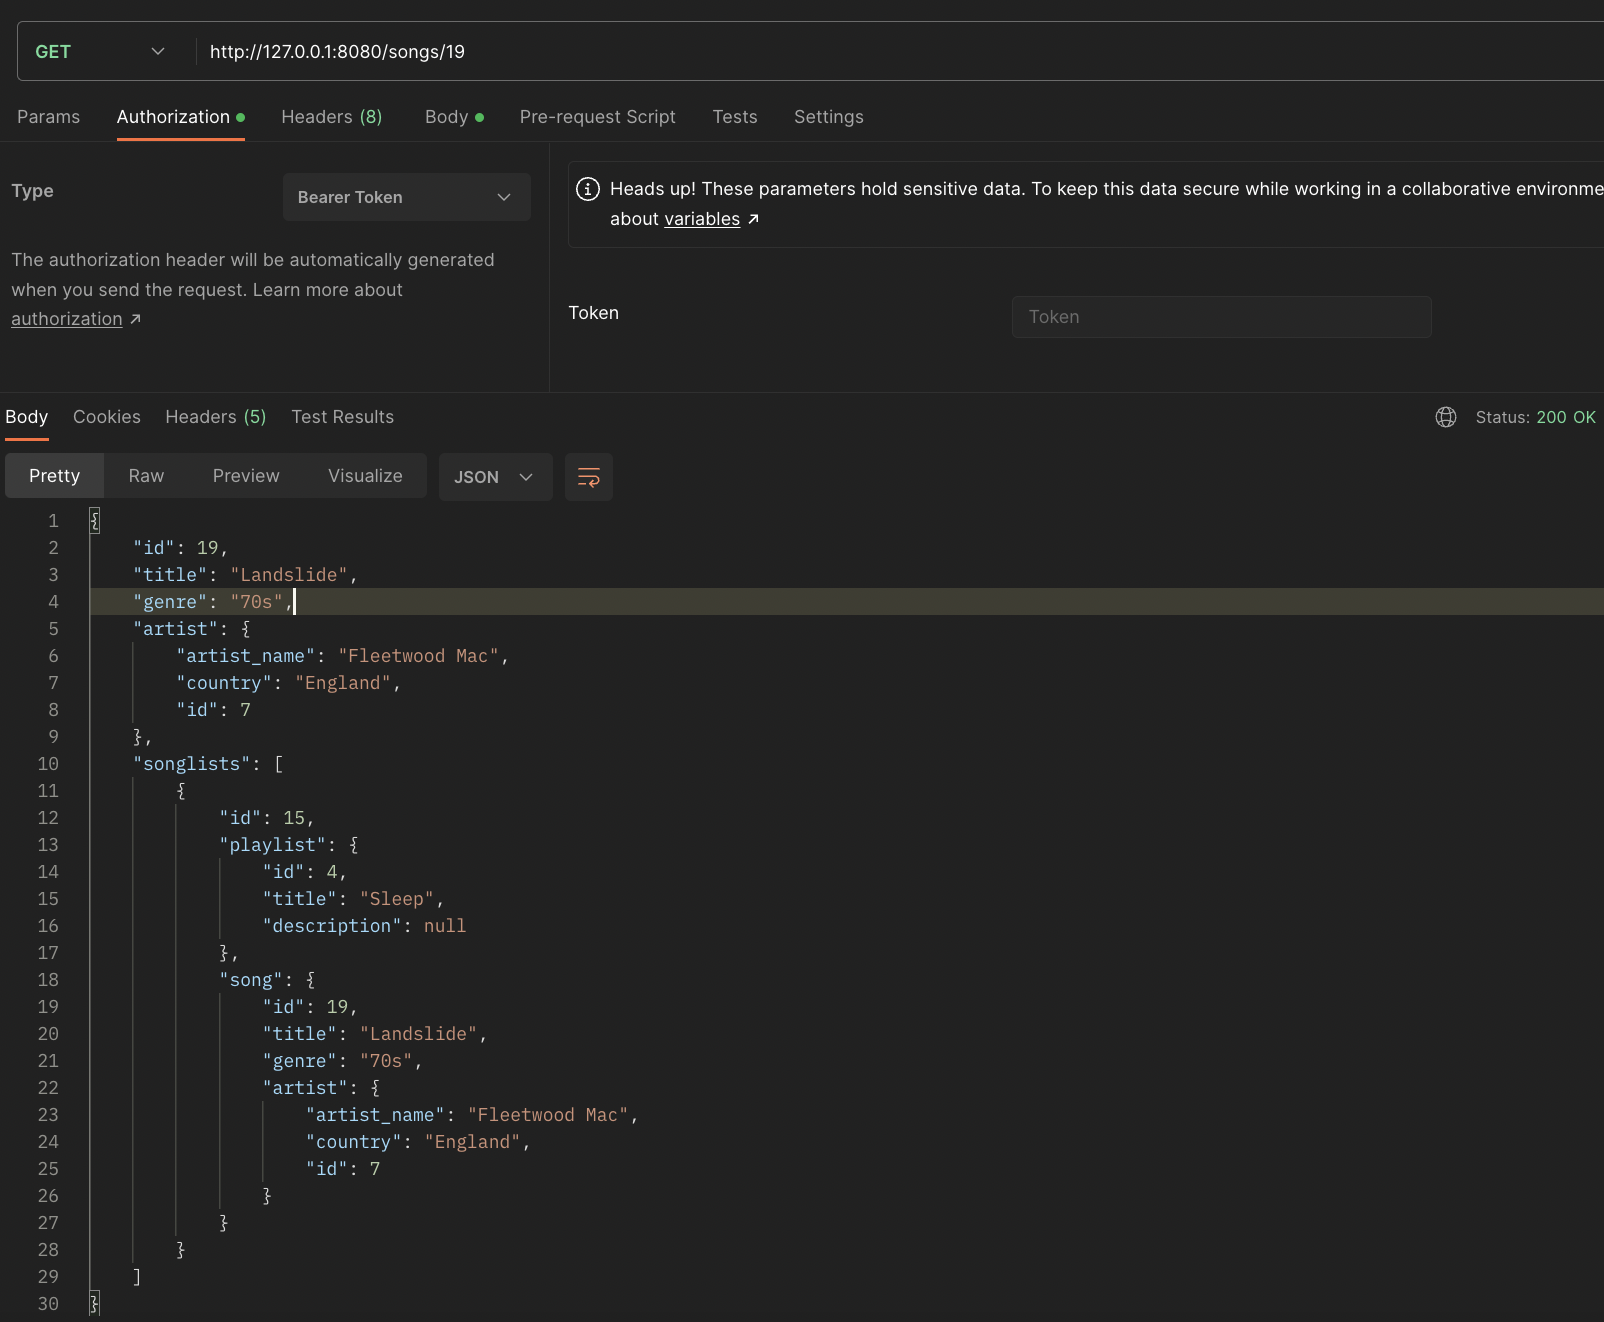 GET http://127.0.0.1:8080/songs/19
Params Authorization Headers (8) Body Pre-request Script Tests Settings
Type Bearer Token
The authorization header will be automatically generated
when you send the request. Learn more about
authorization ↗
Heads up! These parameters hold sensitive data. To keep this data secure while working in a collaborative environme
about variables ↗
Token Token
Body Cookies Headers (5) Test Results Status: 200 OK
Pretty Raw Preview Visualize JSON
1 {
2 "id": 19,
3 "title": "Landslide",
4 "genre": "70s",
5 "artist": {
6 "artist_name": "Fleetwood Mac",
7 "country": "England",
8 "id": 7
9 },
10 "songlists": [
11 {
12 "id": 15,
13 "playlist": {
14 "id": 4,
15 "title": "Sleep",
16 "description": null
17 },
18 "song": {
19 "id": 19,
20 "title": "Landslide",
21 "genre": "70s",
22 "artist": {
23 "artist_name": "Fleetwood Mac",
24 "country": "England",
25 "id": 7
26 }
27 }
28 }
29 ]
30 }